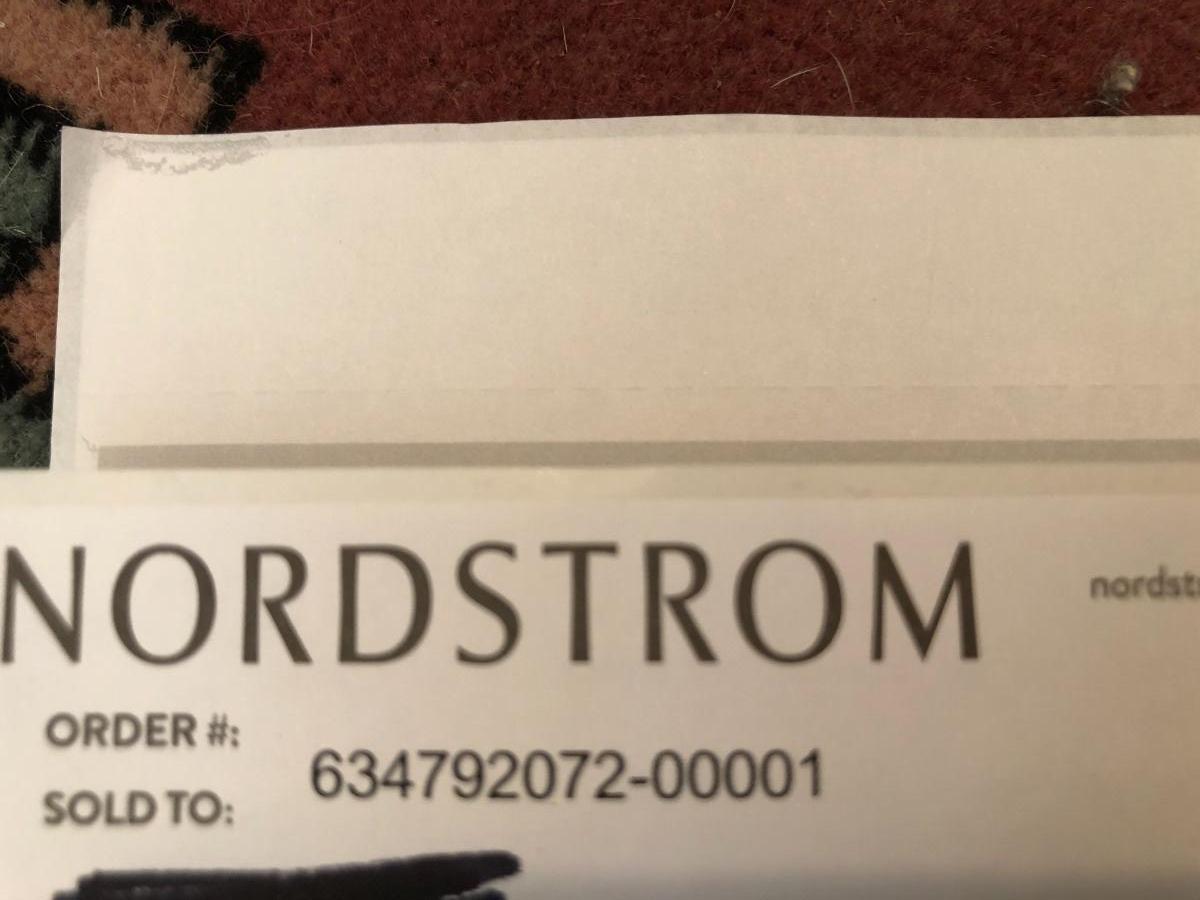 NORDSTROM
ORDER #:
634792072-00001
SOLD TO: